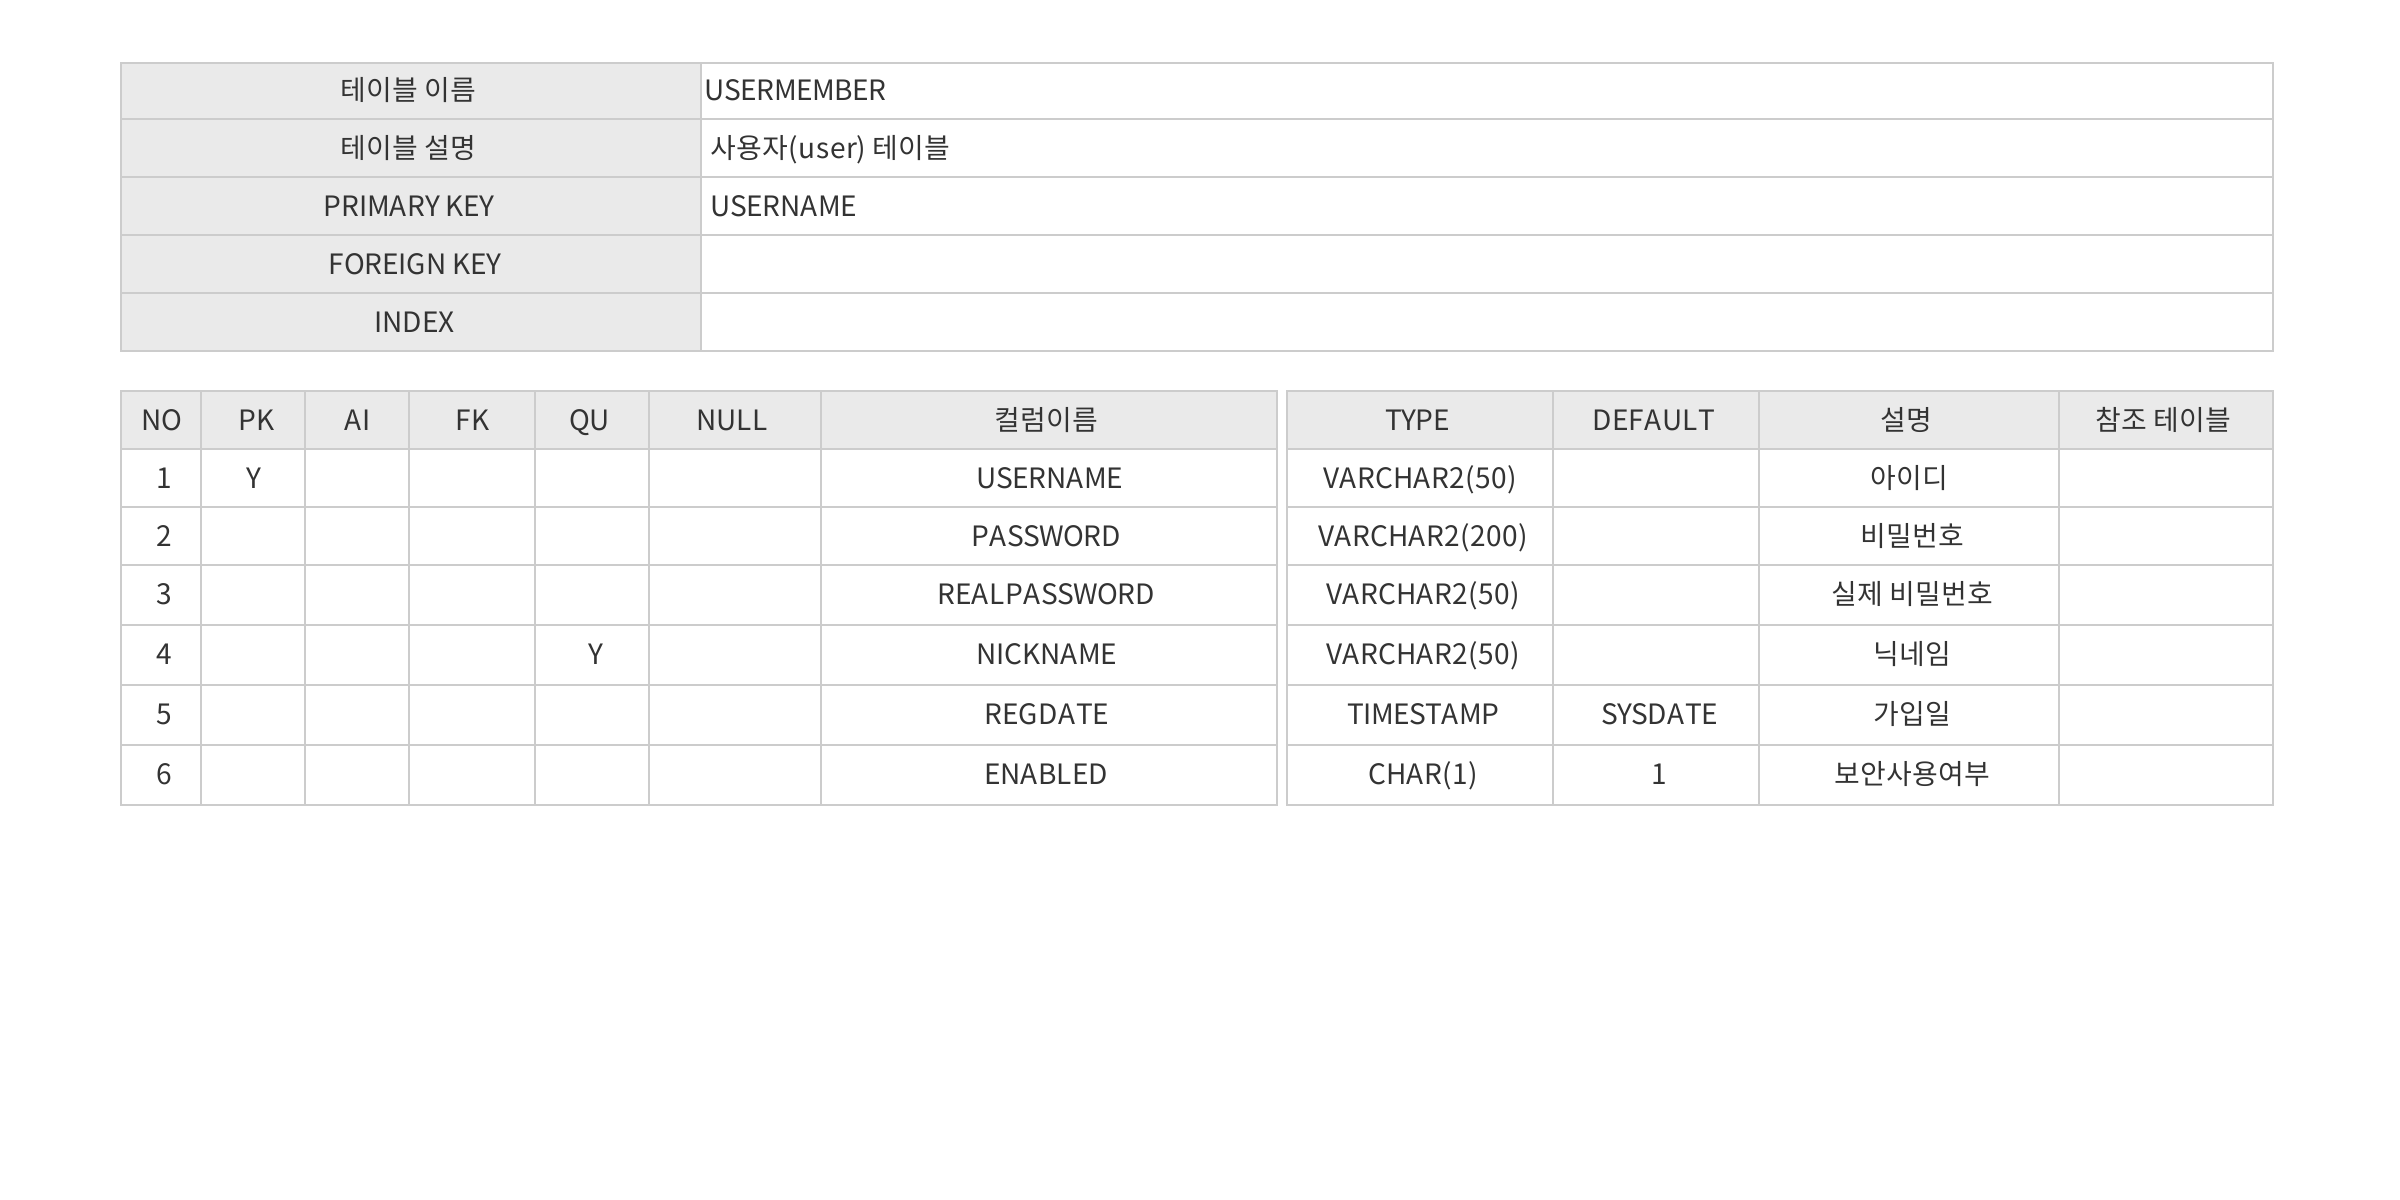 테이블 이름 USERMEMBER
테이블 설명 사용자(user) 테이블
PRIMARY KEY USERNAME
FOREIGN KEY
INDEX
NO PK AI FK QU NULL 컬럼이름 TYPE DEFAULT 설명 참조 테이블
1 Y USERNAME VARCHAR2(50) 아이디
2 PASSWORD VARCHAR2(200) 비밀번호
3 REALPASSWORD VARCHAR2(50) 실제 비밀번호
4 Y NICKNAME VARCHAR2(50) 닉네임
5 REGDATE TIMESTAMP SYSDATE 가입일
6 ENABLED CHAR(1) 1 보안사용여부